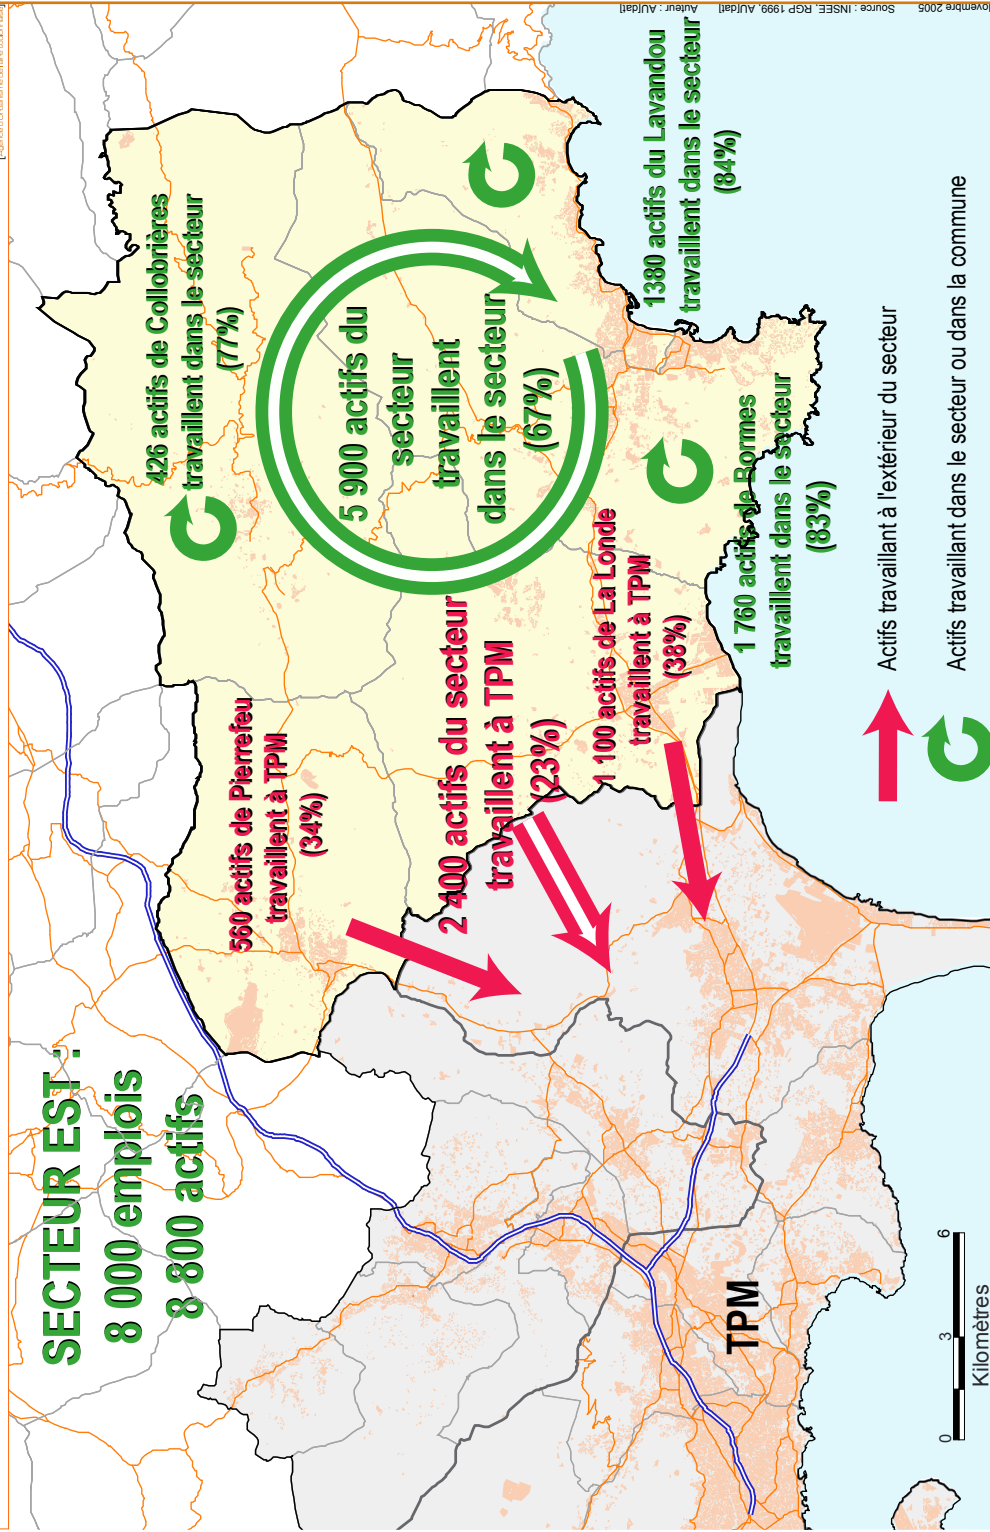 SECTEUR EST :
8 000 emplois
8 800 actifs
426 actifs de Collobrières
travaillent dans le secteur
(77%)
560 actifs de Pierrefeu
travaillent à TPM
(34%)
5 900 actifs du
secteur
travaillent
dans le secteur
(67%)
2 400 actifs du secteur
travaillent à TPM
(23%)
1 100 actifs de La Londe
travaillent à TPM
(38%)
1380 actifs du Lavandou
travaillent dans le secteur
(84%)
1 760 actifs de Bormes
travaillent dans le secteur
(83%)
TPM
Actifs travaillant à l'extérieur du secteur
Actifs travaillant dans le secteur ou dans la commune
0 3 6
Kilomètres
Novembre 2005 Source : INSEE, RGP 1999, AU[dat] Auteur : AU[dat]